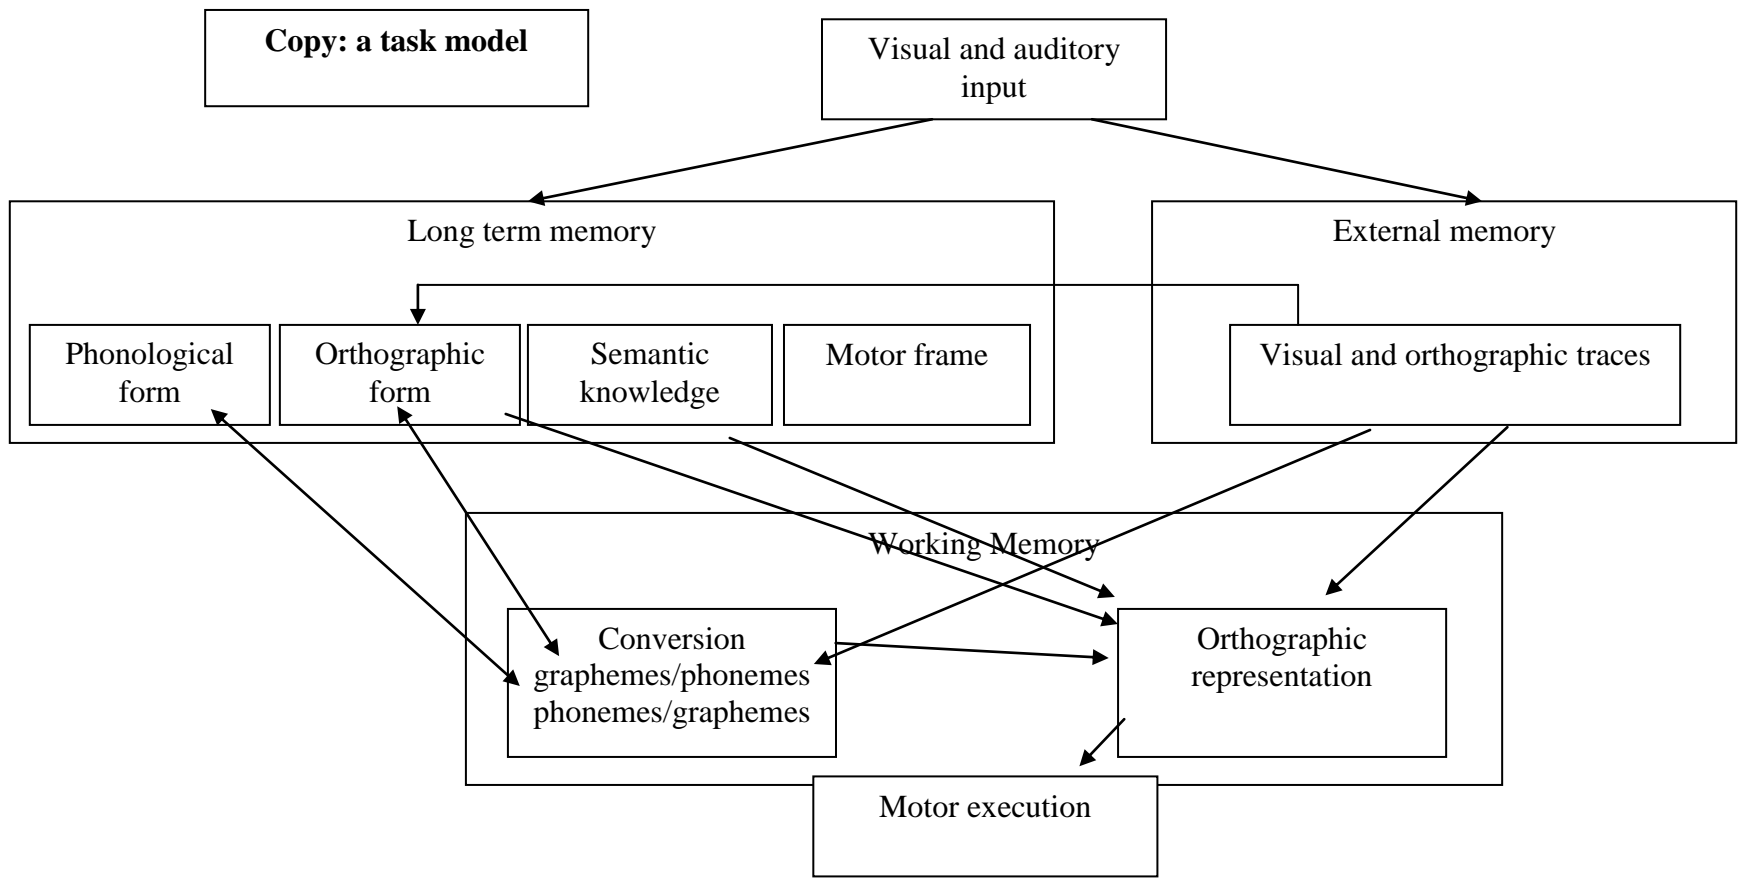 Copy: a task model
Visual and auditory
input
Long term memory
External memory
Phonological
form
Orthographic
form
Semantic
knowledge
Motor frame
Visual and orthographic traces
Working Memory
Conversion
graphemes/phonemes
phonemes/graphemes
Orthographic
representation
Motor execution